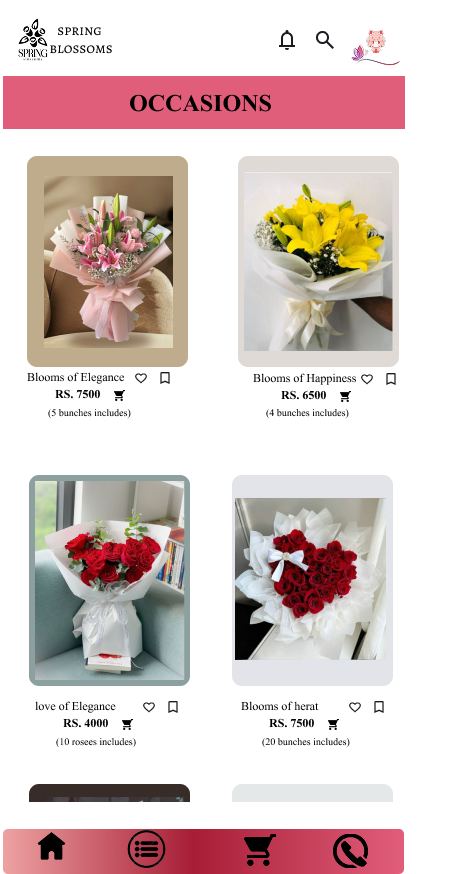 SPRING
BLOSSOMS
SPRING
OCCASIONS
Blooms of Elegance
RS. 7500
(5 bunches includes)
Blooms of Happiness
RS. 6500
(4 bunches includes)
love of Elegance
RS. 4000
(10 rosees includes)
Blooms of herat
RS. 7500
(20 bunches includes)